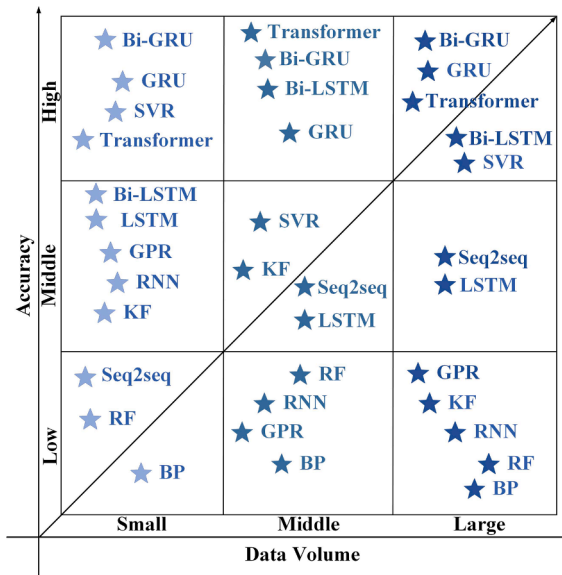 High
Bi-GRU
GRU
SVR
Transformer
Transformer
Bi-GRU
Bi-LSTM
GRU
Bi-GRU
GRU
Transformer
Bi-LSTM
SVR
Accuracy
Middle
Bi-LSTM
LSTM
GPR
RNN
KF
SVR
KF
Seq2seq
LSTM
Seq2seq
LSTM
Low
Seq2seq
RF
BP
RF
RNN
GPR
BP
GPR
KF
RNN
RF
BP
Small
Middle
Large
Data Volume